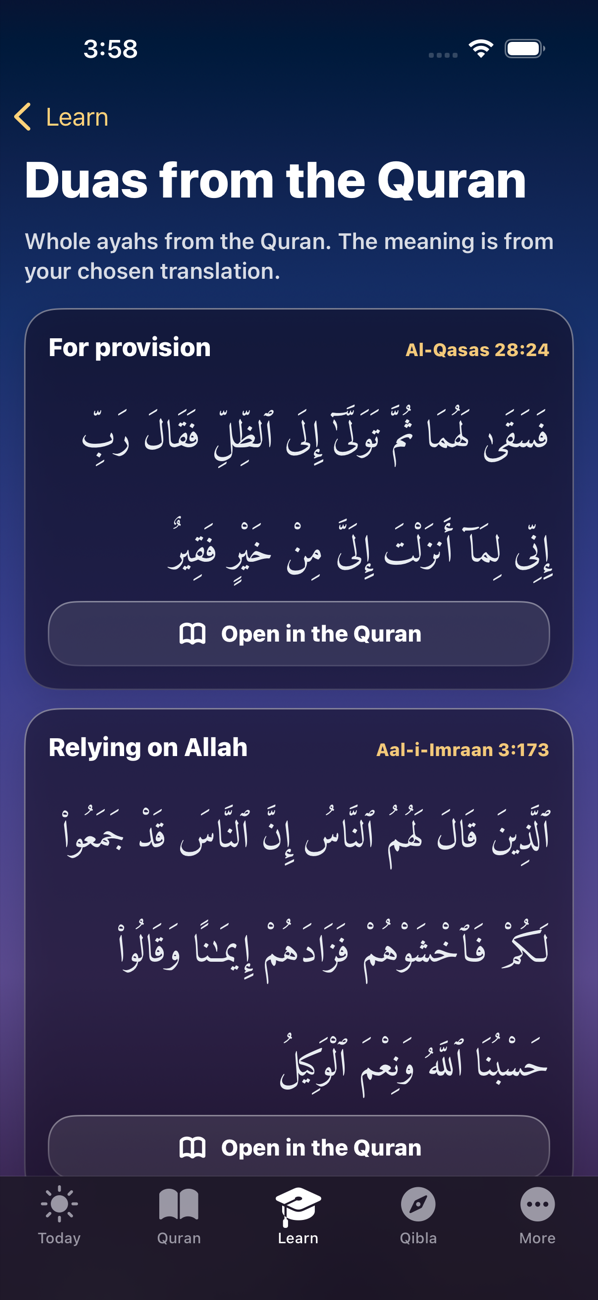 3:58
Learn
Duas from the Quran
Whole ayahs from the Quran. The meaning is from
your chosen translation.
For provision
Al-Qasas 28:24
فَسَقَىٰ لَهُمَا ثُمَّ تَوَلَّىٰٓ إِلَى ٱلظِّلِّ فَقَالَ رَبِّ
إِنِّى لِمَآ أَنزَلْتَ إِلَىَّ مِنْ خَيْرٍ فَقِيرٌ
Open in the Quran
Relying on Allah
Aal-i-Imraan 3:173
ٱلَّذِينَ قَالَ لَهُمُ ٱلنَّاسُ إِنَّ ٱلنَّاسَ قَدْ جَمَعُوا۟
لَكُمْ فَٱخْشَوْهُمْ فَزَادَهُمْ إِيمَـٰنًا وَقَالُوا۟
حَسْبُنَا ٱللَّهُ وَنِعْمَ ٱلْوَكِيلُ
Open in the Quran
Today
Quran
Learn
Qibla
More